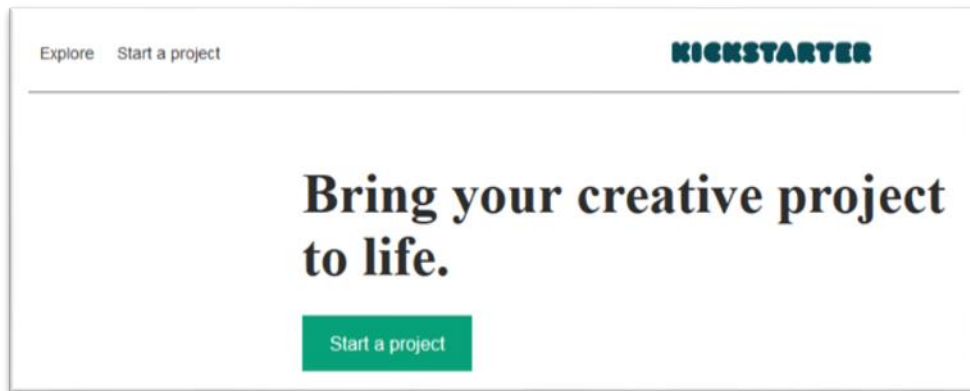 Explore Start a project
KICKSTARTER
Bring your creative project
to life.
Start a project